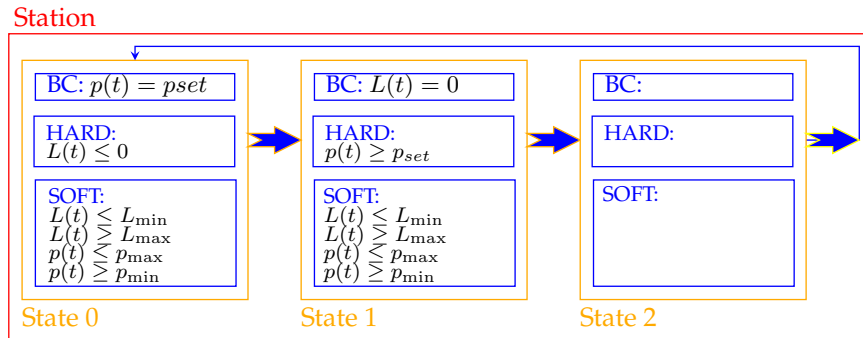 Station
BC: p(t) = pset
HARD:
L(t) ≤ 0
SOFT:
L(t) ≤ L_min
L(t) ≥ L_max
p(t) ≤ p_max
p(t) ≥ p_min
State 0
BC: L(t) = 0
HARD:
p(t) ≥ p_set
SOFT:
L(t) ≤ L_min
L(t) ≥ L_max
p(t) ≤ p_max
p(t) ≥ p_min
State 1
BC:
HARD:
SOFT:
State 2